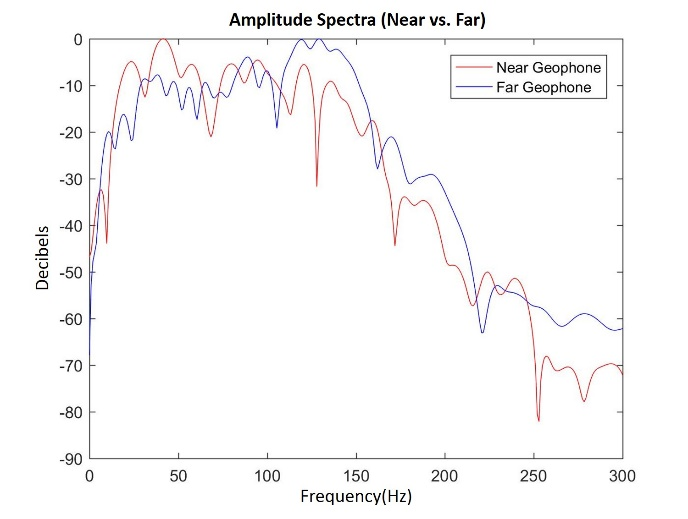 Amplitude Spectra (Near vs. Far)
Near Geophone
Far Geophone
Decibels
0
-10
-20
-30
-40
-50
-60
-70
-80
-90
0 50 100 150 200 250 300
Frequency(Hz)